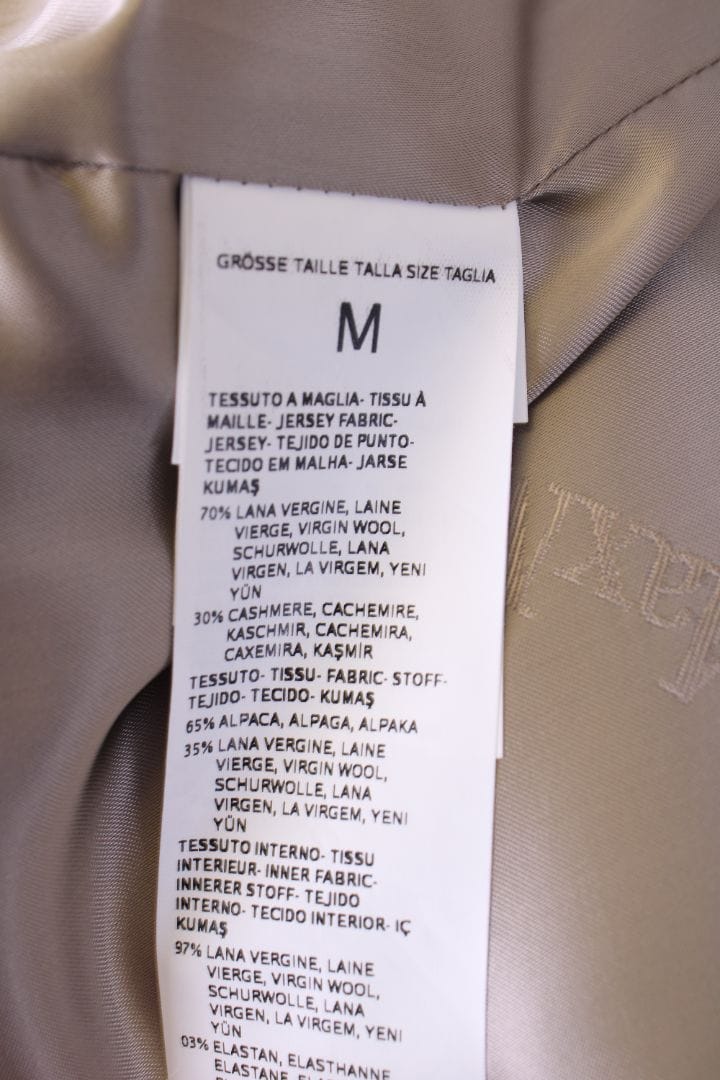 GRÖSSE TAILLE TALLA SIZE TAGLIA
M
TESSUTO A MAGLIA- TISSU À
MAILLE- JERSEY FABRIC-
JERSEY- TEJIDO DE PUNTO-
TECIDO EM MALHA- JARSE
KUMAŞ
70% LANA VERGINE, LAINE
VIERGE, VIRGIN WOOL,
SCHURWOLLE, LANA
VIRGEN, LA VIRGEM, YENI
YÜN
30% CASHMERE, CACHEMIRE,
KASCHMIR, CACHEMIRA,
CAXEMIRA, KAŞMİR
TESSUTO- TISSU- FABRIC- STOFF-
TEJIDO- TECIDO- KUMAŞ
65% ALPACA, ALPAGA, ALPAKA
35% LANA VERGINE, LAINE
VIERGE, VIRGIN WOOL,
SCHURWOLLE, LANA
VIRGEN, LA VIRGEM, YENI
YÜN
TESSUTO INTERNO- TISSU
INTERIEUR- INNER FABRIC-
INNERER STOFF- TEJIDO
INTERNO- TECIDO INTERIOR- IÇ
KUMAŞ
97% LANA VERGINE, LAINE
VIERGE, VIRGIN WOOL,
SCHURWOLLE, LANA
VIRGEN, LA VIRGEM, YENI
YÜN
03% ELASTAN, ELASTHANNE
ELASTANE, ELASTAN,